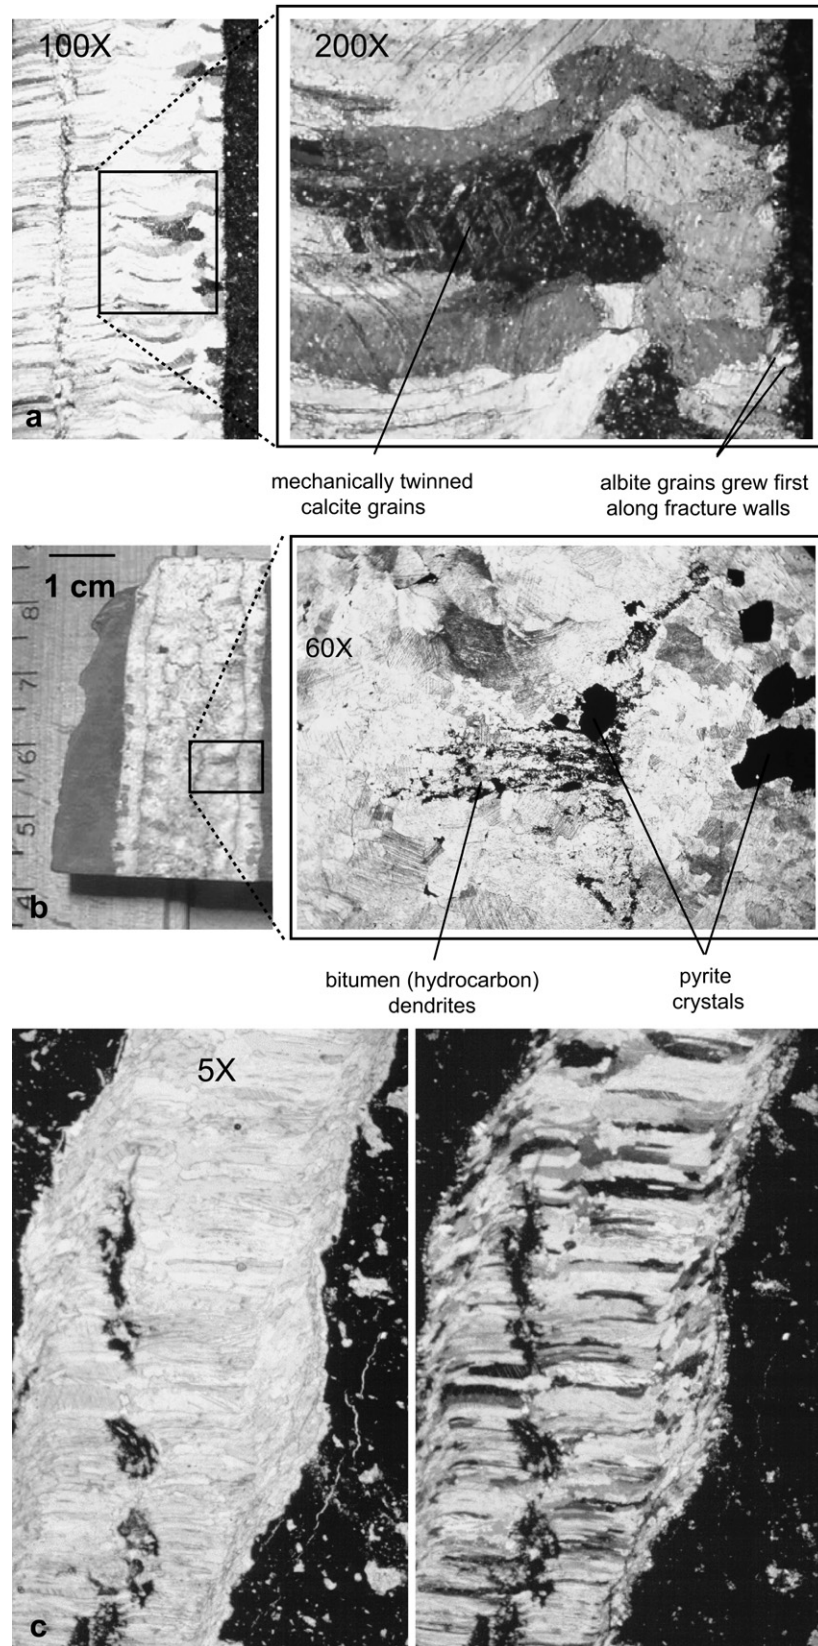 100X
200X
a
mechanically twinned
calcite grains
albite grains grew first
along fracture walls
1 cm
8
7
6
5
4
60X
b
bitumen (hydrocarbon)
dendrites
pyrite
crystals
5X
c